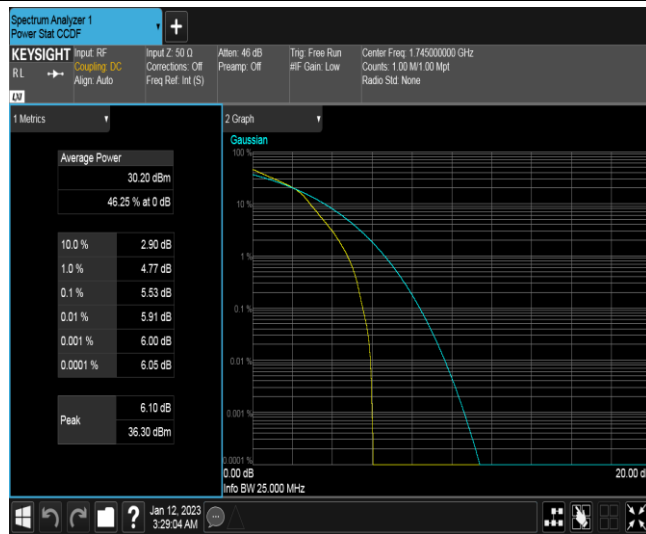 Spectrum Analyzer 1
Power Stat CCDF
+
KEYSIGHT
RL
LXI
Input: RF
Coupling: DC
Align: Auto
Input Z: 50 Ω
Corrections: Off
Freq Ref: Int (S)
Atten: 46 dB
Preamp: Off
Trig: Free Run
#IF Gain: Low
Center Freq: 1.745000000 GHz
Counts: 1.00 M/1.00 Mpt
Radio Std: None
1 Metrics
Average Power
30.20 dBm
46.25 % at 0 dB
10.0 % 2.90 dB
1.0 % 4.77 dB
0.1 % 5.53 dB
0.01 % 5.91 dB
0.001 % 6.00 dB
0.0001 % 6.05 dB
Peak 6.10 dB
36.30 dBm
2 Graph
Gaussian
100 %
10 %
1 %
0.1 %
0.01 %
0.001 %
0.0001 %
0.00 dB 20.00 d
Info BW 25.000 MHz
?
Jan 12, 2023
3:29:04 AM